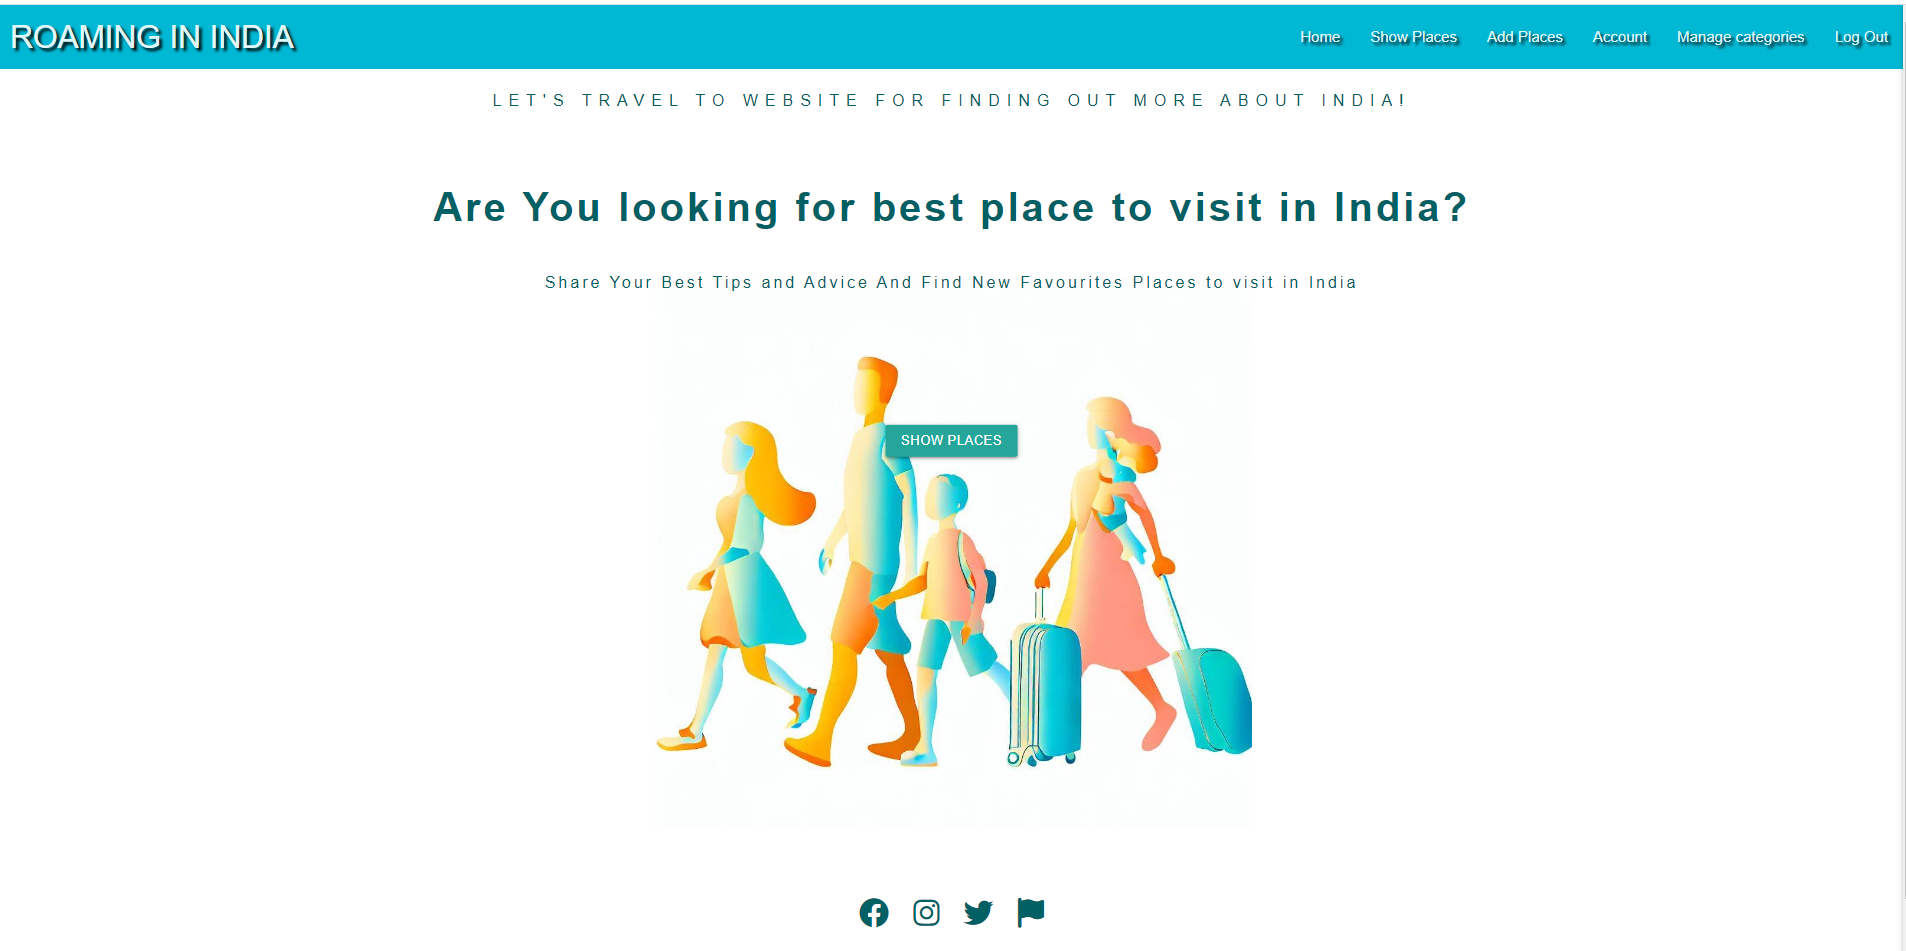 ROAMING IN INDIA
Home Show Places Add Places Account Manage categories Log Out
LET'S TRAVEL TO WEBSITE FOR FINDING OUT MORE ABOUT INDIA!
Are You looking for best place to visit in India?
Share Your Best Tips and Advice And Find New Favourites Places to visit in India
SHOW PLACES